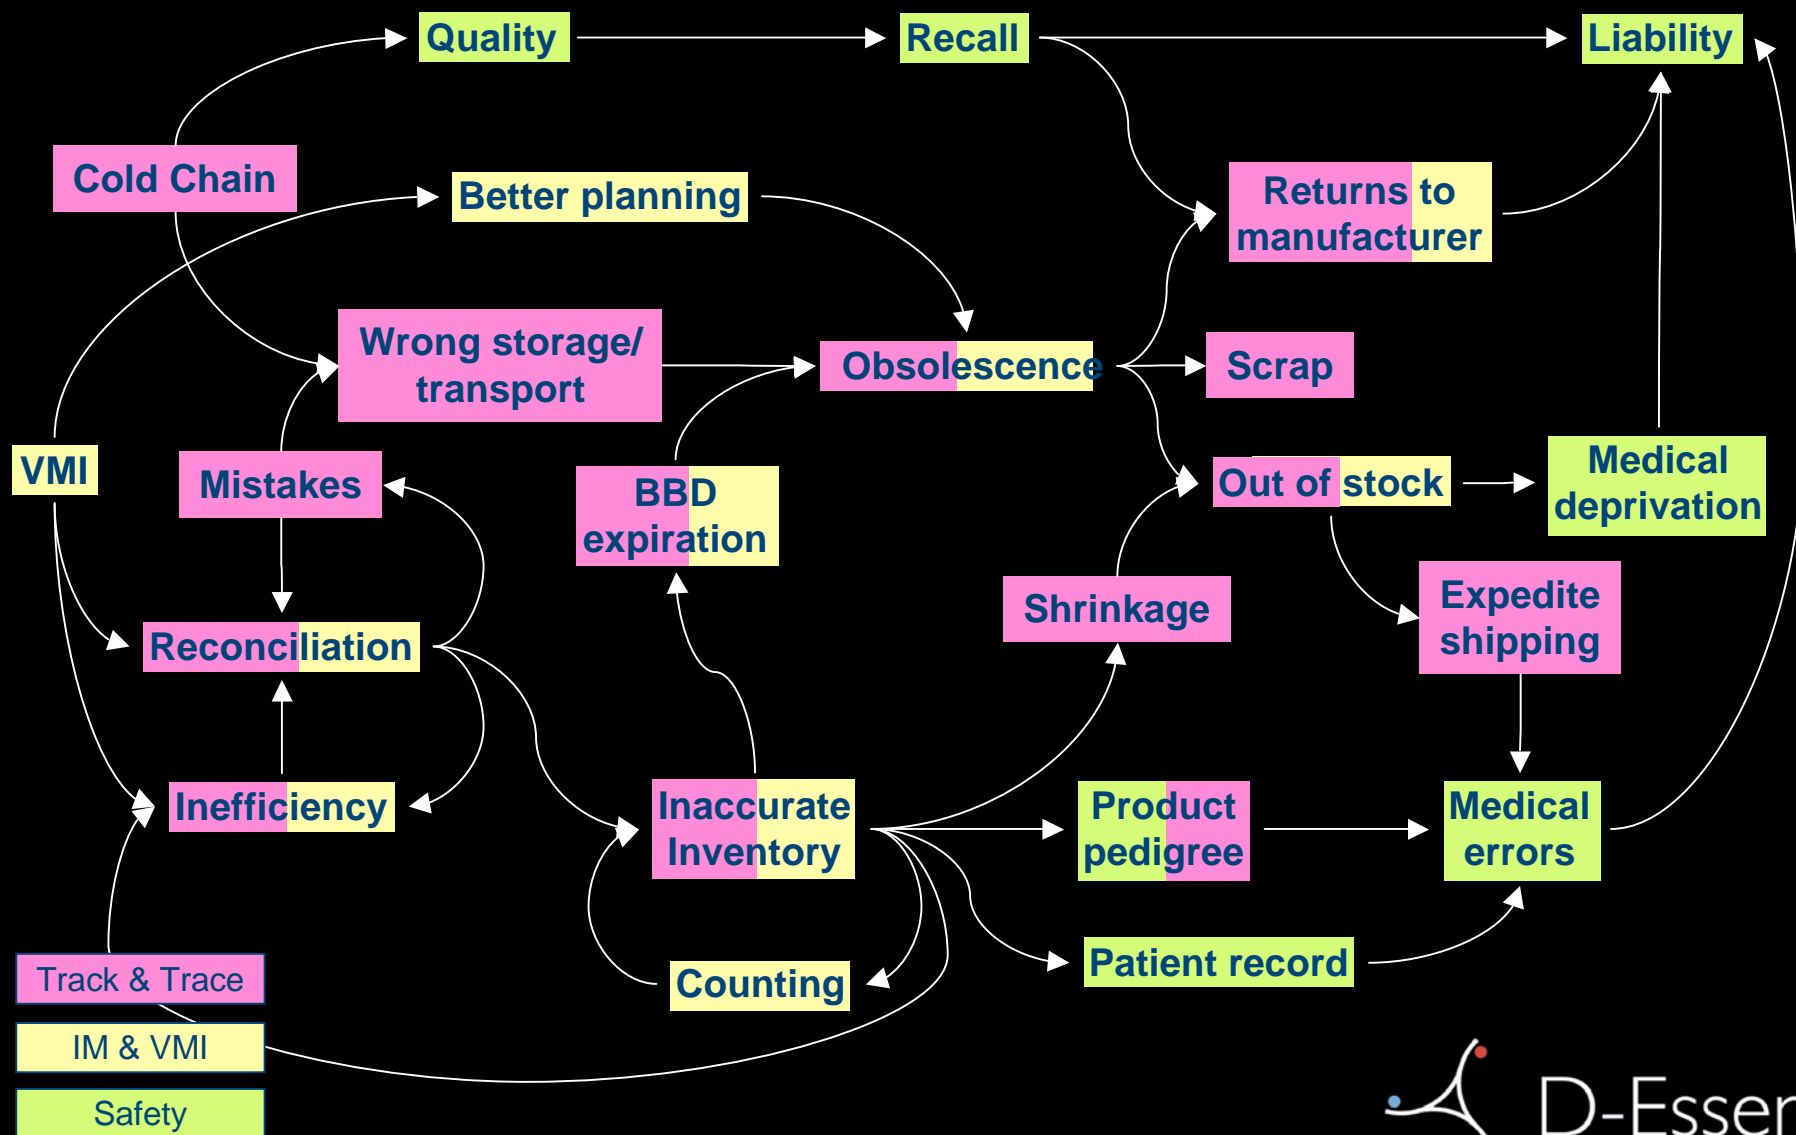 Quality
Recall
Liability
Cold Chain
Better planning
Returns to
manufacturer
Wrong storage/
transport
Obsolescence
Scrap
VMI
Mistakes
BBD
expiration
Out of stock
Medical
deprivation
Shrinkage
Expedite
shipping
Reconciliation
Inefficiency
Inaccurate
Inventory
Product
pedigree
Medical
errors
Counting
Patient record
Track & Trace
IM & VMI
Safety